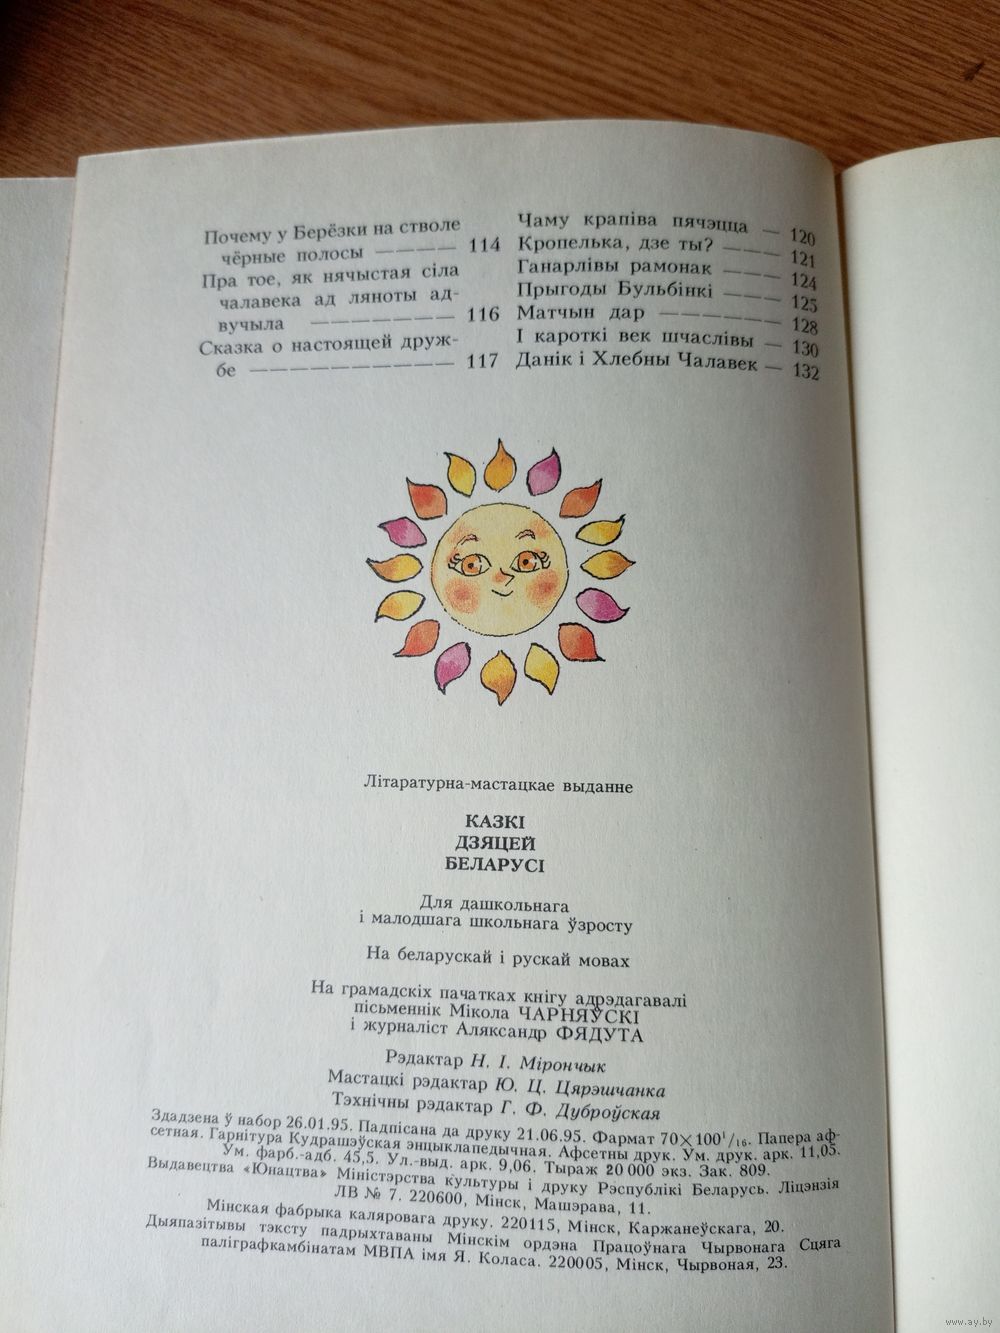 Почему у Берёзки на стволе
чёрные полосы — — — — 114
Пра тое, як нячыстая сіла
чалавека ад ляноты ад-
вучыла — — — — — — — 116
Сказка о настоящей друж-
бе — — — — — — — — — — 117
Чаму крапіва пячэцца — 120
Кропелька, дзе ты? — — — 121
Ганарлівы рамонак — — — 124
Прыгоды Бульбінкі — — — 125
Матчын дар — — — — — — 128
І кароткі век шчаслівы — 130
Данік і Хлебны Чалавек — 132
Літаратурна-мастацкае выданне
КАЗКІ
ДЗЯЦЕЙ
БЕЛАРУСІ
Для дашкольнага
і малодшага школьнага ўзросту
На беларускай і рускай мовах
На грамадскіх пачатках кнігу адрэдагавалі
пісьменнік Мікола ЧАРНЯЎСКІ
і журналіст Аляксандр ФЯДУТА
Рэдактар Н. І. Мірончык
Мастацкі рэдактар Ю. Ц. Цярэшчанка
Тэхнічны рэдактар Г. Ф. Дуброўская
Здадзена ў набор 26.01.95. Падпісана да друку 21.06.95. Фармат 70×100¹/₁₆. Папера аф-
сетная. Гарнітура Кудрашэўская энцыклапедычная. Афсетны друк. Ум. друк. арк. 11,05.
Ум. фарб.-адб. 45,5. Ул.-выд. арк. 9,06. Тыраж 20 000 экз. Зак. 809.
Выдавецтва «Юнацтва» Міністэрства культуры і друку Рэспублікі Беларусь. Ліцэнзія
ЛВ № 7. 220600, Мінск, Машэрава, 11.
Мінская фабрыка каляровага друку. 220115, Мінск, Каржанеўскага, 20.
Дыяпазітывы тэксту падрыхтаваны Мінскім ордэна Працоўнага Чырвонага Сцяга
паліграфкамбінатам МВПА імя Я. Коласа. 220005, Мінск, Чырвоная, 23.
www.ay.by